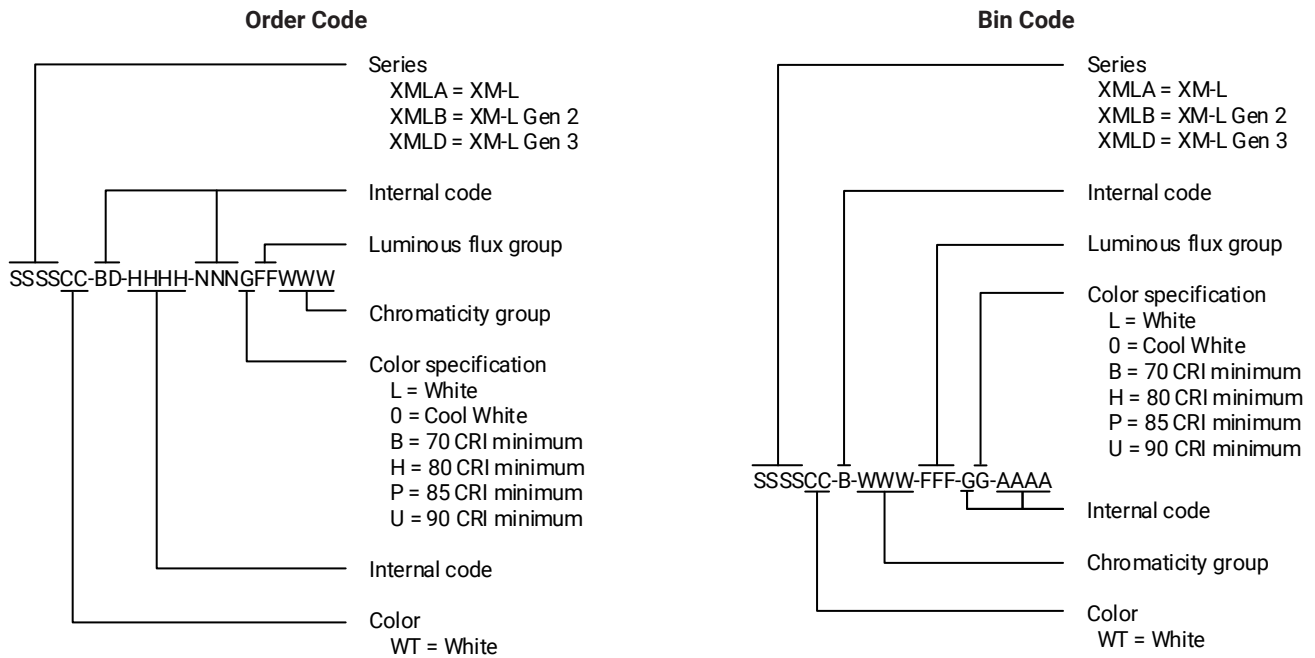 Order Code
Series
XMLA = XM-L
XMLB = XM-L Gen 2
XMLD = XM-L Gen 3
Internal code
Luminous flux group
SSSSCC-BD-HHHH-NNNGFFWWW
Chromaticity group
Color specification
L = White
0 = Cool White
B = 70 CRI minimum
H = 80 CRI minimum
P = 85 CRI minimum
U = 90 CRI minimum
Internal code
Color
WT = White
Bin Code
Series
XMLA = XM-L
XMLB = XM-L Gen 2
XMLD = XM-L Gen 3
Internal code
Luminous flux group
Color specification
L = White
0 = Cool White
B = 70 CRI minimum
H = 80 CRI minimum
P = 85 CRI minimum
U = 90 CRI minimum
SSSSCC-B-WWW-FFF-GG-AAAA
Internal code
Chromaticity group
Color
WT = White